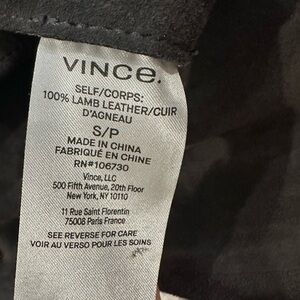 VINCE.
SELF/CORPS:
100% LAMB LEATHER/CUIR
D'AGNEAU
S/P
MADE IN CHINA
FABRIQUÉ EN CHINE
RN#106730
Vince, LLC
500 Fifth Avenue, 20th Floor
New York, NY 10110
11 Rue Saint Florentin
75008 Paris France
SEE REVERSE FOR CARE
VOIR AU VERSO POUR LES SOINS